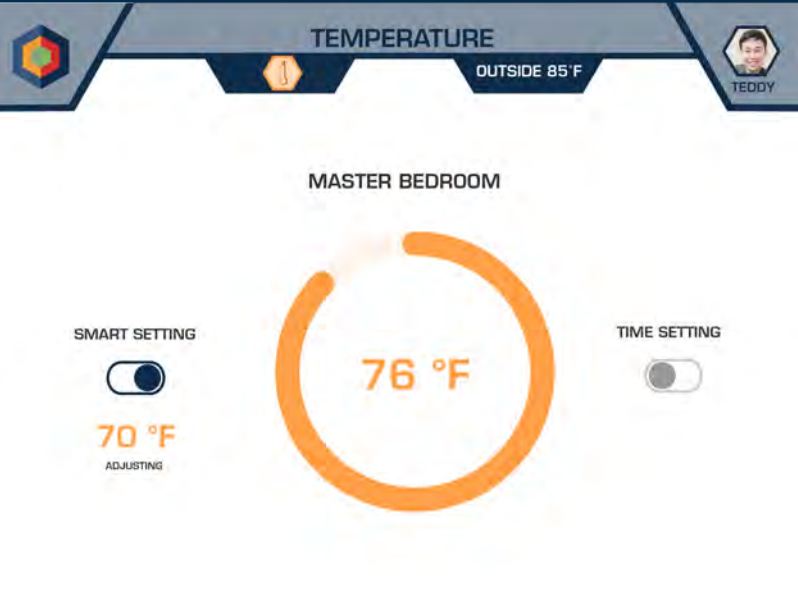 TEMPERATURE
OUTSIDE 85°F
TEDDY
MASTER BEDROOM
SMART SETTING
TIME SETTING
76 °F
70 °F
ADJUSTING